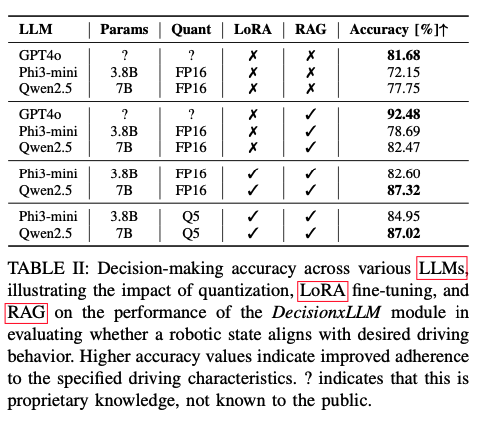 LLM Params Quant LoRA RAG Accuracy [%]↑
GPT4o ? ? ✗ ✗ 81.68
Phi3-mini 3.8B FP16 ✗ ✗ 72.15
Qwen2.5 7B FP16 ✗ ✗ 77.75
GPT4o ? ? ✗ ✓ 92.48
Phi3-mini 3.8B FP16 ✗ ✓ 78.69
Qwen2.5 7B FP16 ✗ ✓ 82.47
Phi3-mini 3.8B FP16 ✓ ✓ 82.60
Qwen2.5 7B FP16 ✓ ✓ 87.32
Phi3-mini 3.8B Q5 ✓ ✓ 84.95
Qwen2.5 7B Q5 ✓ ✓ 87.02
TABLE II: Decision-making accuracy across various LLMs,
illustrating the impact of quantization, LoRA fine-tuning, and
RAG on the performance of the DecisionxLLM module in
evaluating whether a robotic state aligns with desired driving
behavior. Higher accuracy values indicate improved adherence
to the specified driving characteristics. ? indicates that this is
proprietary knowledge, not known to the public.